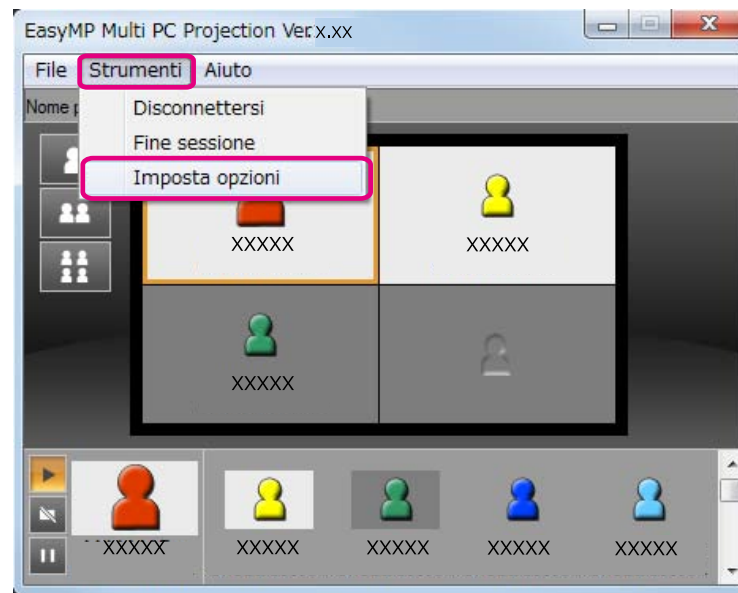 EasyMP Multi PC Projection Ver.x.xx
File Strumenti Aiuto
Nome
Disconnettersi
Fine sessione
Imposta opzioni
XXXXX XXXXX
XXXXX
XXXXX XXXXX XXXXX XXXXX XXXXX